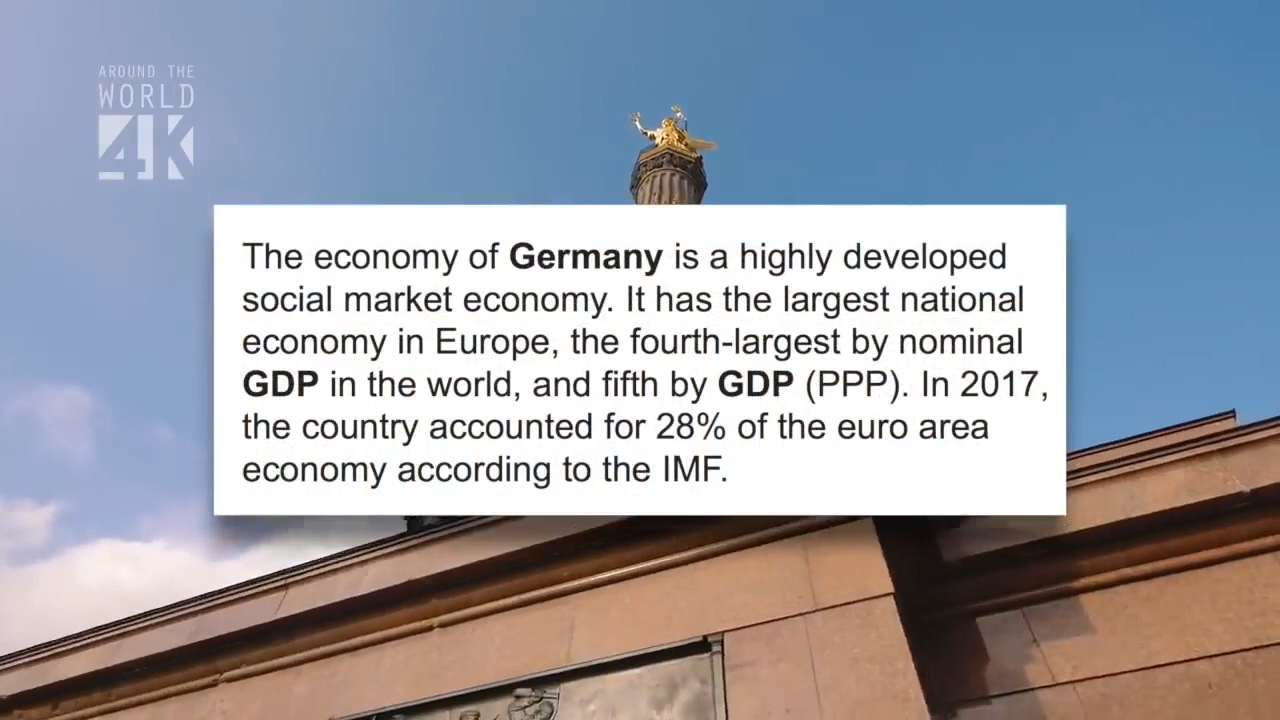 AROUND THE
WORLD
4K
The economy of Germany is a highly developed
social market economy. It has the largest national
economy in Europe, the fourth-largest by nominal
GDP in the world, and fifth by GDP (PPP). In 2017,
the country accounted for 28% of the euro area
economy according to the IMF.